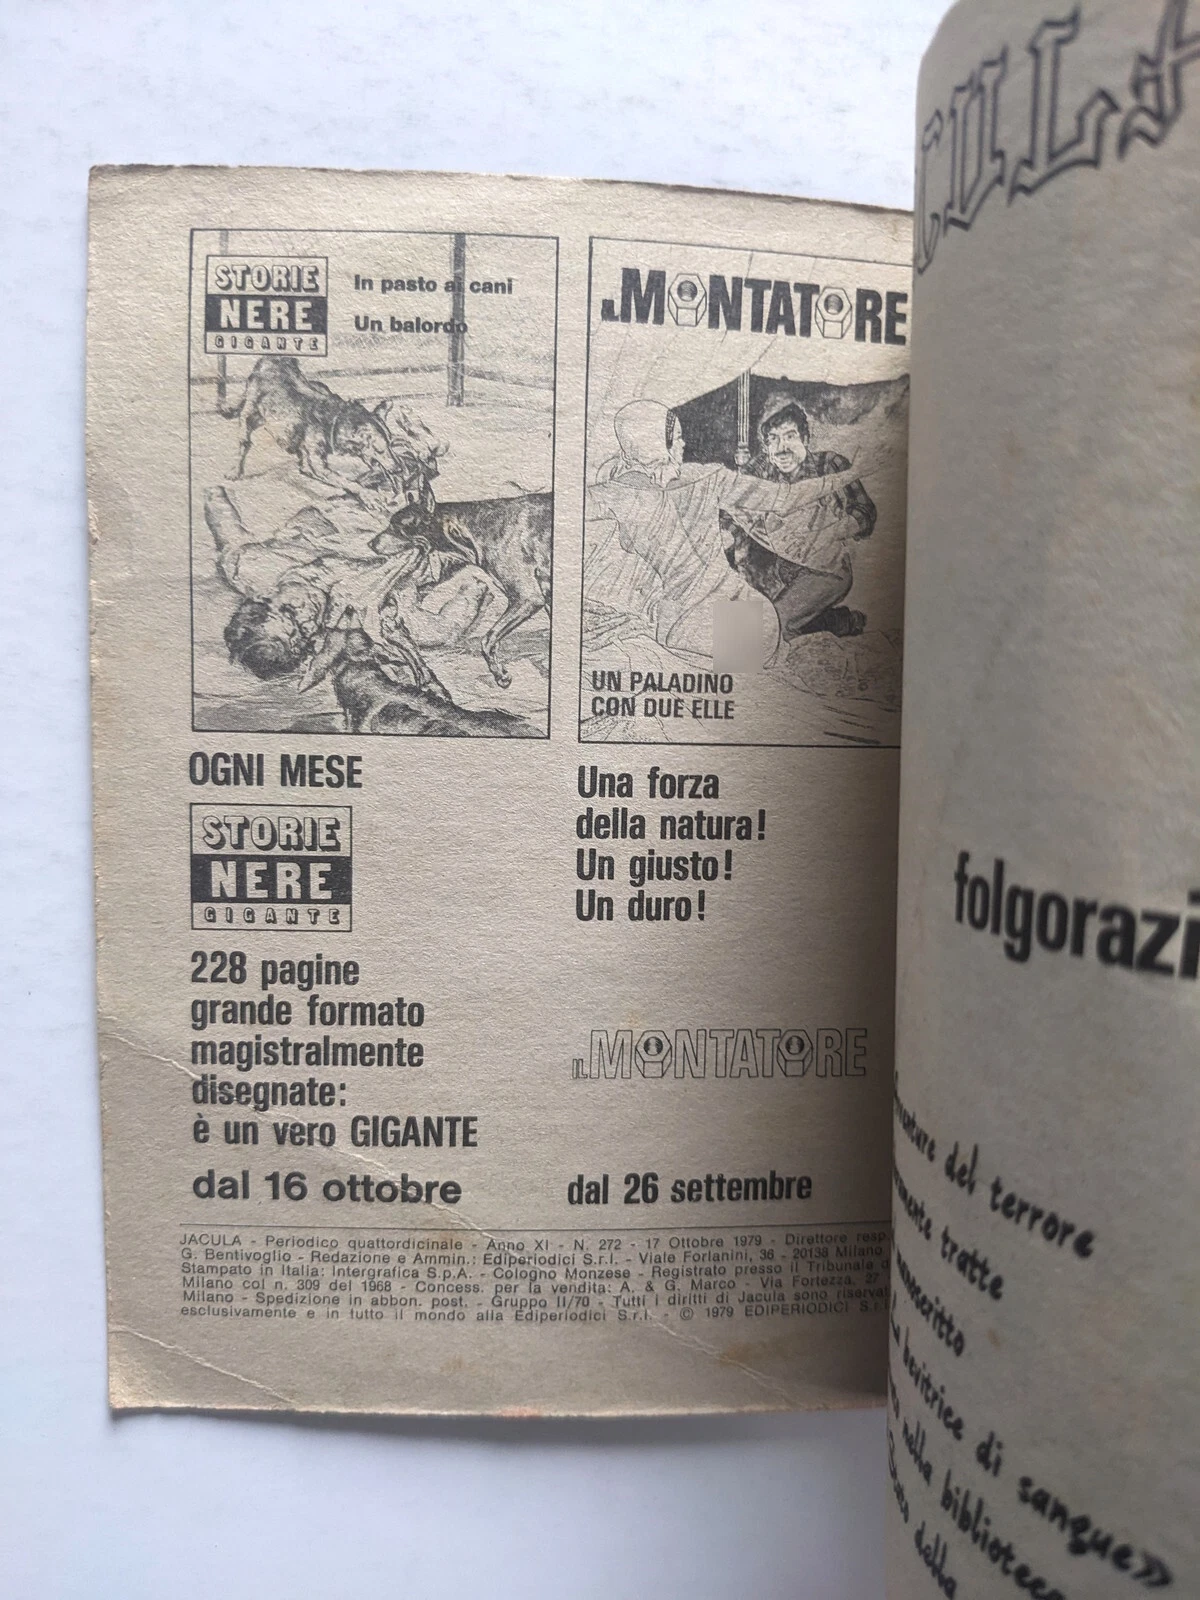 STORIE
NERE
GIGANTE
In pasto ai cani
Un balordo
IL MONTATORE
UN PALADINO
CON DUE ELLE
OGNI MESE
STORIE
NERE
GIGANTE
228 pagine
grande formato
magistralmente
disegnate:
è un vero GIGANTE
dal 16 ottobre
Una forza
della natura!
Un giusto!
Un duro!
IL MONTATORE
dal 26 settembre
JACULA - Periodico quattordicinale - Anno XI - N. 272 - 17 Ottobre 1979 - Direttore resp.
G. Bentivoglio - Redazione e Ammin.: Ediperiodici S.r.l. - Viale Forlanini, 36 - 20138 Milano
Stampato in Italia: Intergrafica S.p.A. - Cologno Monzese - Registrato presso il Tribunale d
Milano col n. 309 del 1968 - Concess. per la vendita: A. & G. Marco - Via Fortezza, 27
Milano - Spedizione in abbon. post. - Gruppo II/70 - Tutti i diritti di Jacula sono riservat
esclusivamente e in tutto il mondo alla Ediperiodici S.r.l. - © 1979 EDIPERIODICI S.r.l
CULA
folgorazi
del terrore
tratte
manoscritto
bevitrice di sangue»
nella biblioteca
Stato della